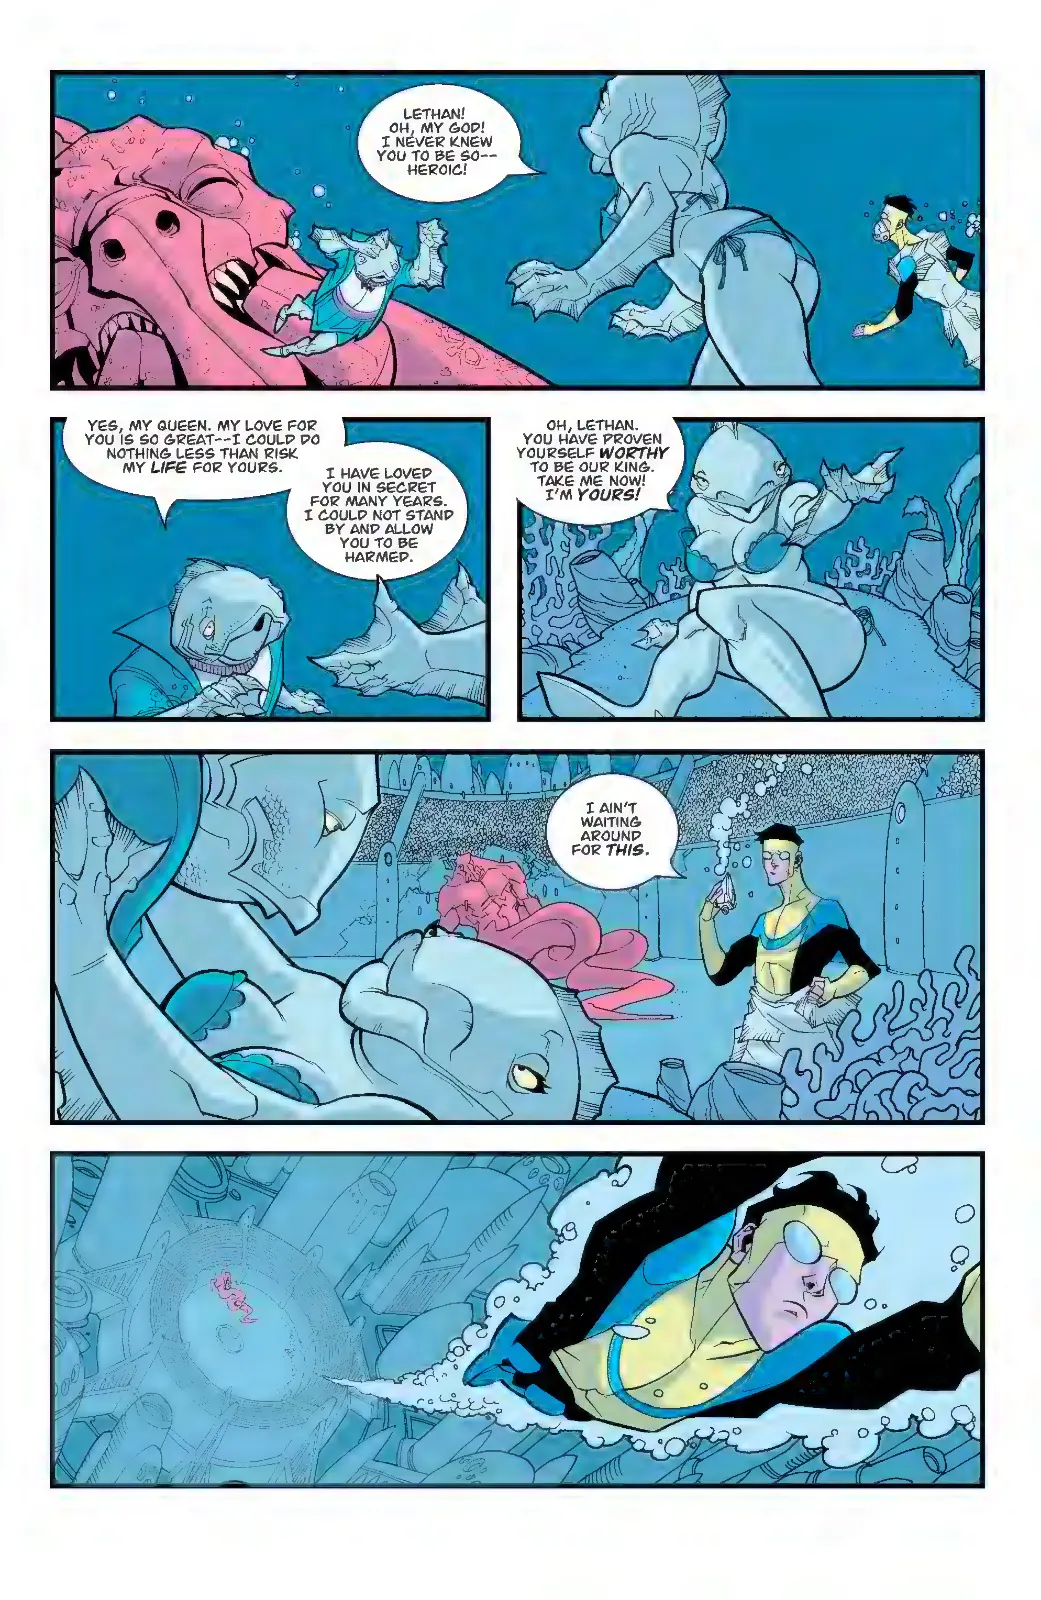 LETHAN!
OH, MY GOD!
I NEVER KNEW
YOU TO BE SO--
HEROIC!
YES, MY QUEEN. MY LOVE FOR
YOU IS SO GREAT--I COULD DO
NOTHING LESS THAN RISK
MY LIFE FOR YOURS.
I HAVE LOVED
YOU IN SECRET
FOR MANY YEARS.
I COULD NOT STAND
BY AND ALLOW
YOU TO BE
HARMED.
OH, LETHAN.
YOU HAVE PROVEN
YOURSELF WORTHY
TO BE OUR KING.
TAKE ME NOW!
I'M YOURS!
I AIN'T
WAITING
AROUND
FOR THIS.